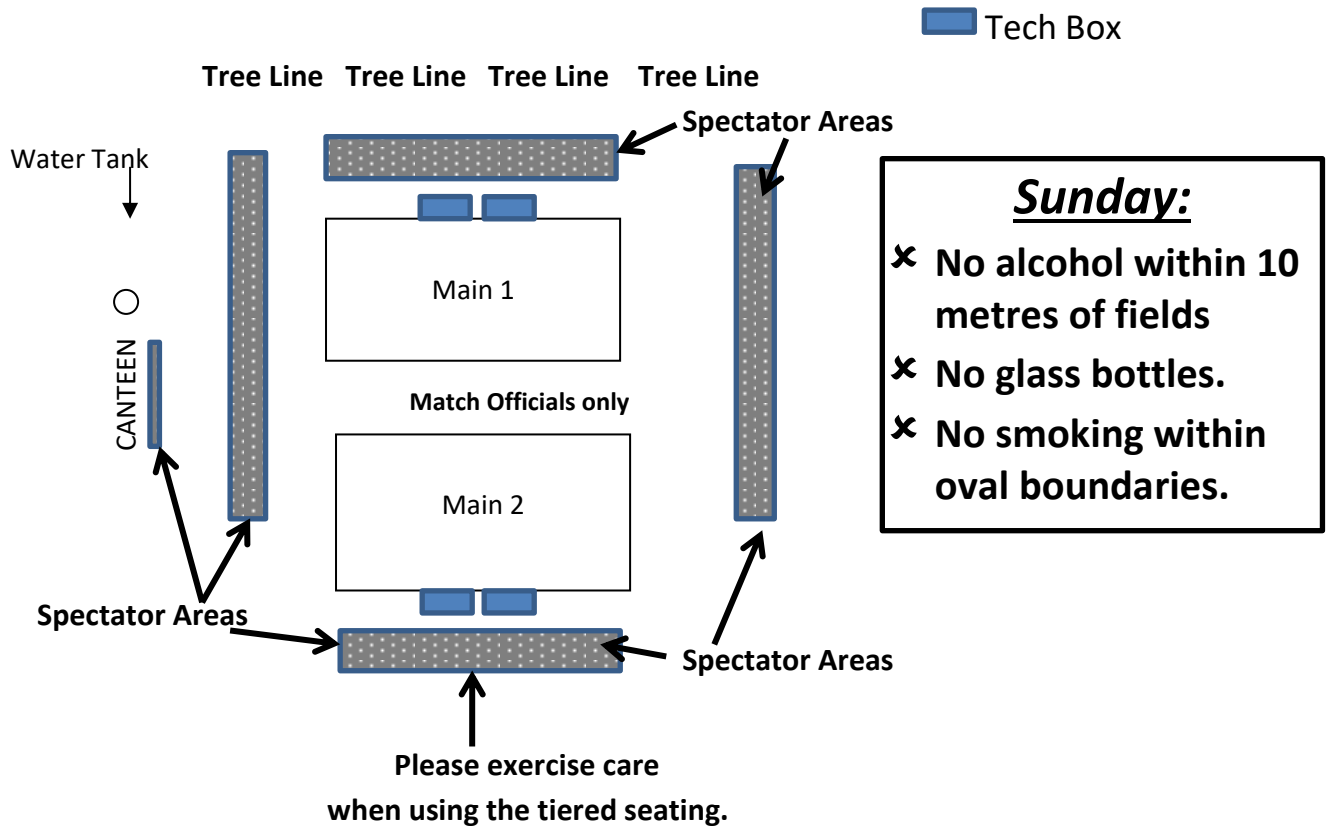 Tech Box
Tree Line Tree Line Tree Line Tree Line
Spectator Areas
Water Tank
Sunday:
✘ No alcohol within 10
metres of fields
✘ No glass bottles.
✘ No smoking within
oval boundaries.
Main 1
CANTEEN
Match Officials only
Main 2
Spectator Areas
Spectator Areas
Please exercise care
when using the tiered seating.